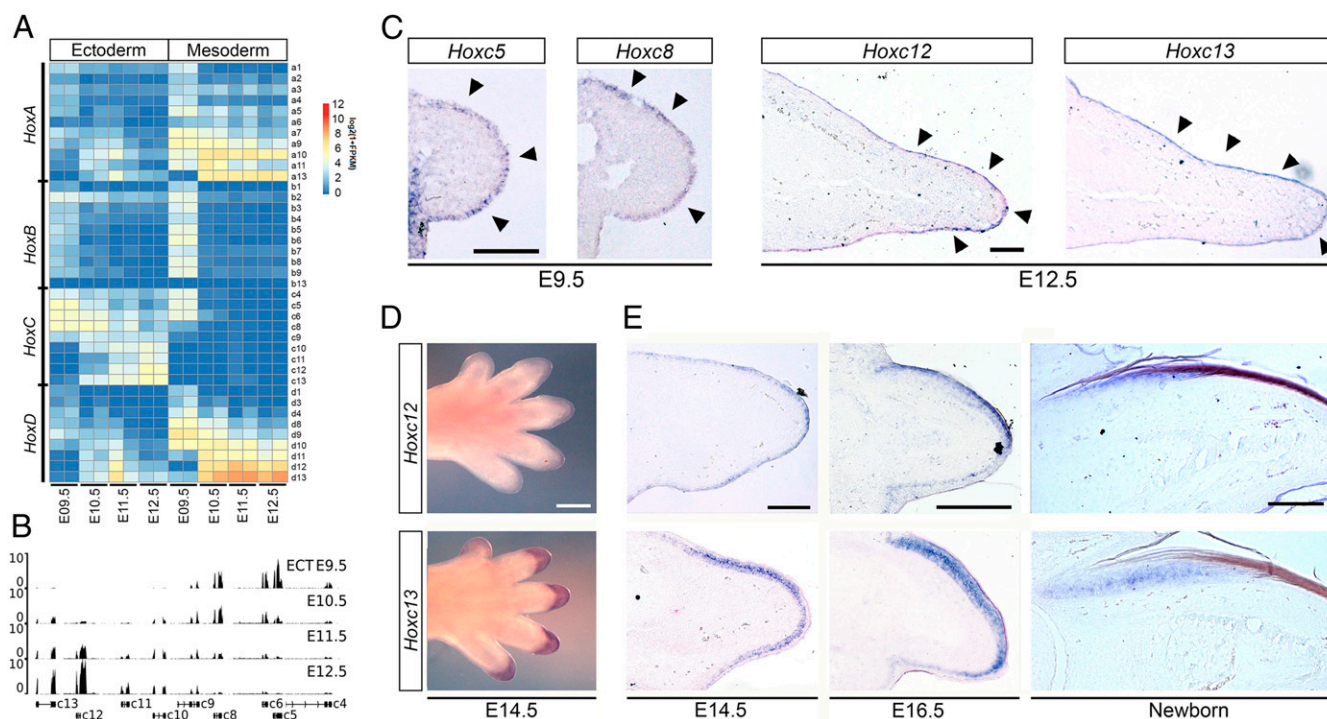 A
Ectoderm Mesoderm
HoxA
HoxB
HoxC
HoxD
a1
a2
a3
a4
a5
a6
a7
a9
a10
a11
a13
b1
b2
b3
b4
b5
b6
b7
b8
b9
b13
c4
c5
c6
c8
c9
c10
c11
c12
c13
d1
d3
d4
d8
d9
d10
d11
d12
d13
12
10
8
6
4
2
0
log2(1+FPKM)
E09.5 E10.5 E11.5 E12.5 E09.5 E10.5 E11.5 E12.5
B
10 ECT E9.5
0
10 E10.5
0
10 E11.5
0
10 E12.5
0
c13 c11 c9 c6 c4
c12 c10 c8 c5
C
Hoxc5 Hoxc8 Hoxc12 Hoxc13
E9.5 E12.5
D E
Hoxc12
Hoxc13
E14.5 E14.5 E16.5 Newborn